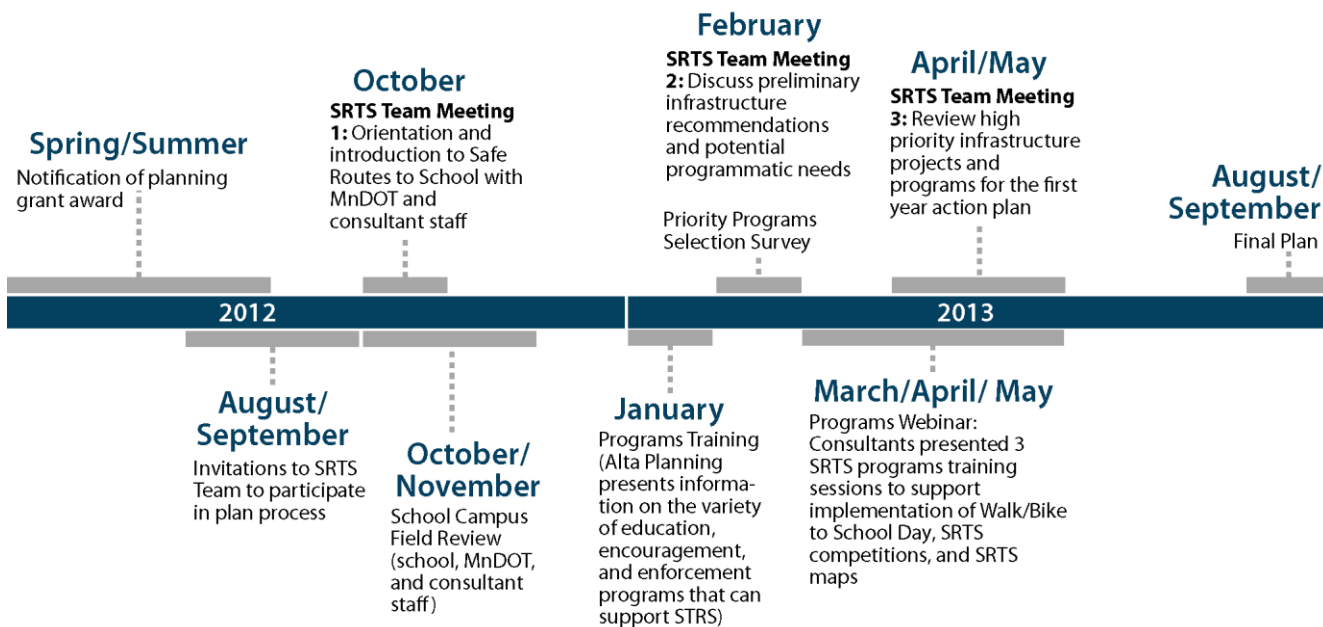 Spring/Summer
Notification of planning
grant award
October
SRTS Team Meeting
1: Orientation and
introduction to Safe
Routes to School with
MnDOT and
consultant staff
February
SRTS Team Meeting
2: Discuss preliminary
infrastructure
recommendations
and potential
programmatic needs
Priority Programs
Selection Survey
April/May
SRTS Team Meeting
3: Review high
priority infrastructure
projects and
programs for the first
year action plan
August/
September
Final Plan
2012
2013
August/
September
Invitations to SRTS
Team to participate
in plan process
October/
November
School Campus
Field Review
(school, MnDOT,
and consultant
staff)
January
Programs Training
(Alta Planning
presents informa-
tion on the variety
of education,
encouragement,
and enforcement
programs that can
support STRS)
March/April/ May
Programs Webinar:
Consultants presented 3
SRTS programs training
sessions to support
implementation of Walk/Bike
to School Day, SRTS
competitions, and SRTS
maps